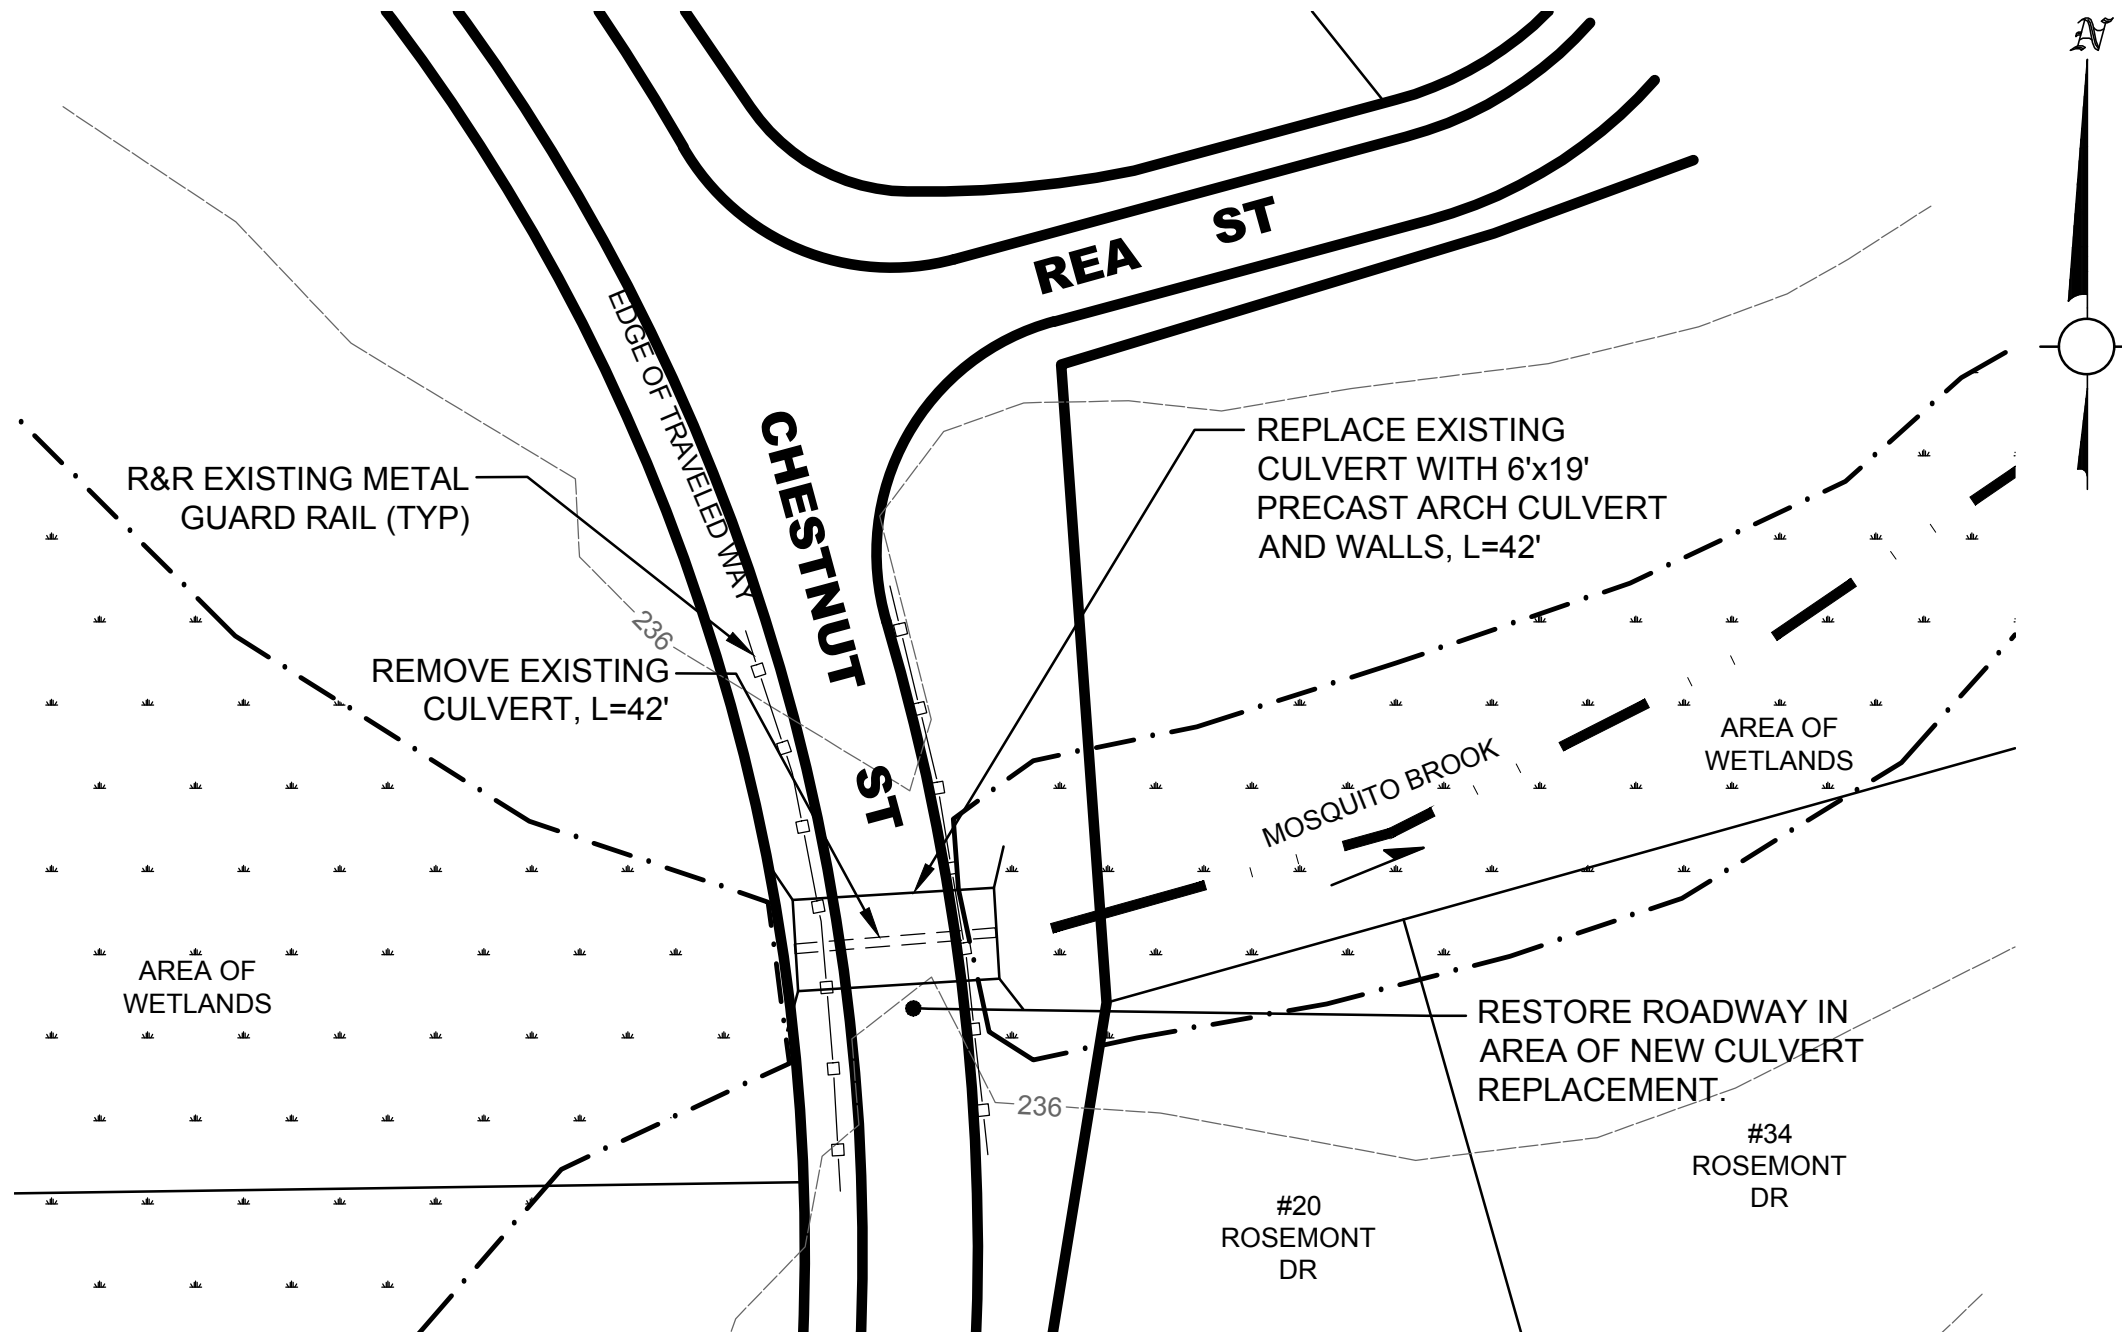 N
REA ST
EDGE OF TRAVELED WAY
CHESTNUT ST
R&R EXISTING METAL
GUARD RAIL (TYP)
REPLACE EXISTING
CULVERT WITH 6'x19'
PRECAST ARCH CULVERT
AND WALLS, L=42'
236
REMOVE EXISTING
CULVERT, L=42'
MOSQUITO BROOK
AREA OF
WETLANDS
AREA OF
WETLANDS
RESTORE ROADWAY IN
AREA OF NEW CULVERT
REPLACEMENT.
236
#34
ROSEMONT
DR
#20
ROSEMONT
DR